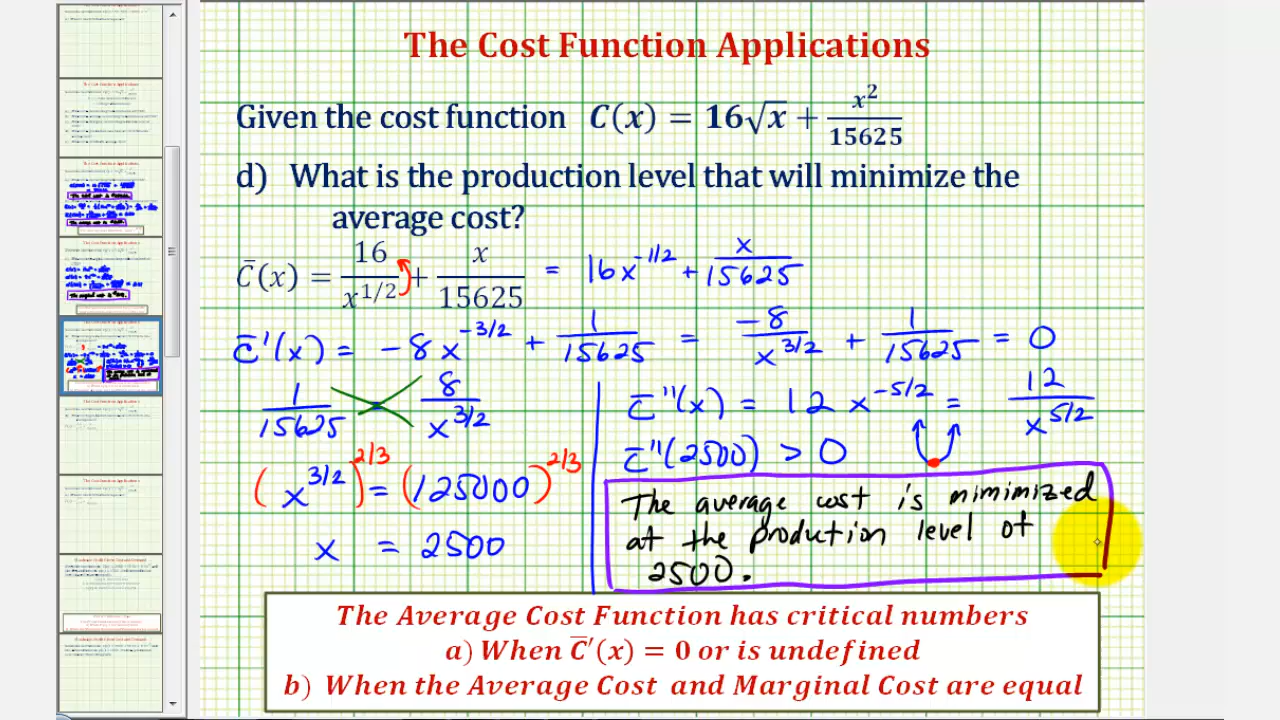 The Cost Function Applications
Given the cost function C(x) = 16√x + x²/15625
d) What is the production level that will minimize the
average cost?
C̄(x) = 16/x^(1/2) + x/15625 = 16x^(-1/2) + x/15625
C̄'(x) = -8x^(-3/2) + 1/15625 = -8/x^(3/2) + 1/15625 = 0
1/15625 8/x^(3/2)
(x^(3/2))^(2/3) = (125000)^(2/3)
x = 2500
C̄''(x) = 12x^(-5/2) = 12/x^(5/2)
C̄''(2500) > 0
The average cost is mimimized
at the production level of
2500.
The Average Cost Function has critical numbers
a) When C̄'(x) = 0 or is undefined
b) When the Average Cost and Marginal Cost are equal